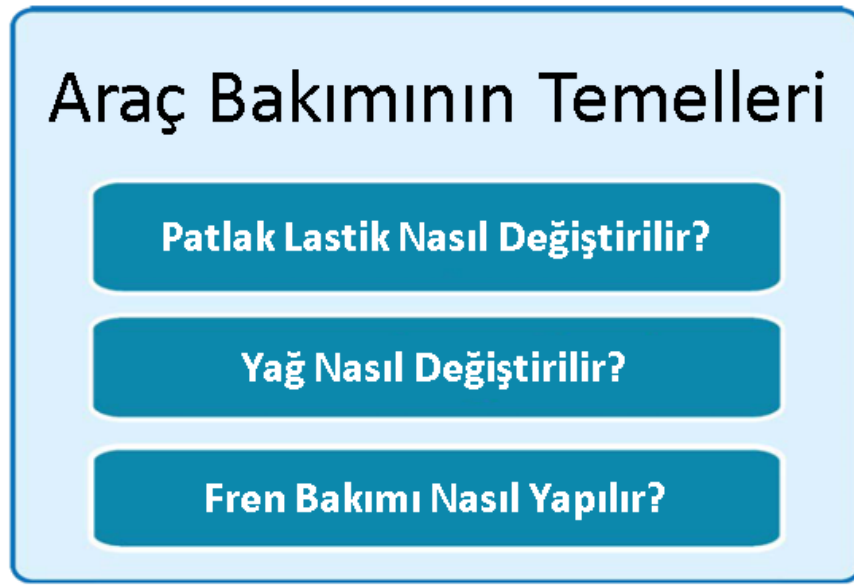 Araç Bakımının Temelleri
Patlak Lastik Nasıl Değiştirilir?
Yağ Nasıl Değiştirilir?
Fren Bakımı Nasıl Yapılır?